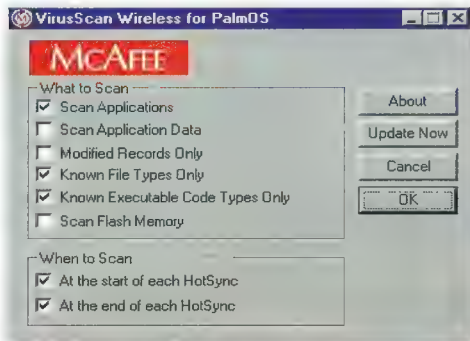 VirusScan Wireless for PalmOS
McAFEE
What to Scan
Scan Applications
Scan Application Data
Modified Records Only
Known File Types Only
Known Executable Code Types Only
Scan Flash Memory
About
Update Now
Cancel
OK
When to Scan
At the start of each HotSync
At the end of each HotSync